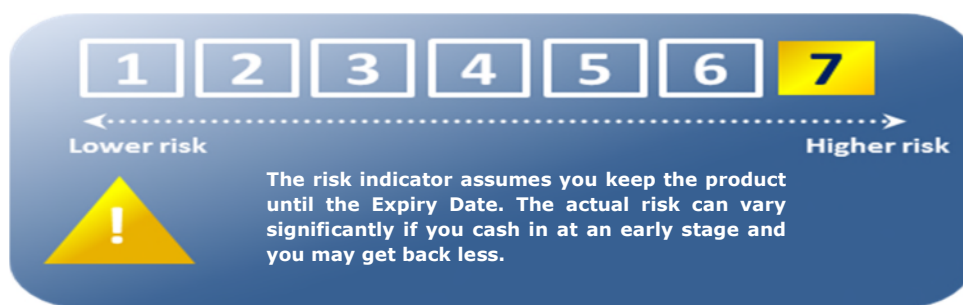 1 2 3 4 5 6 7
Lower risk Higher risk
!
The risk indicator assumes you keep the product
until the Expiry Date. The actual risk can vary
significantly if you cash in at an early stage and
you may get back less.